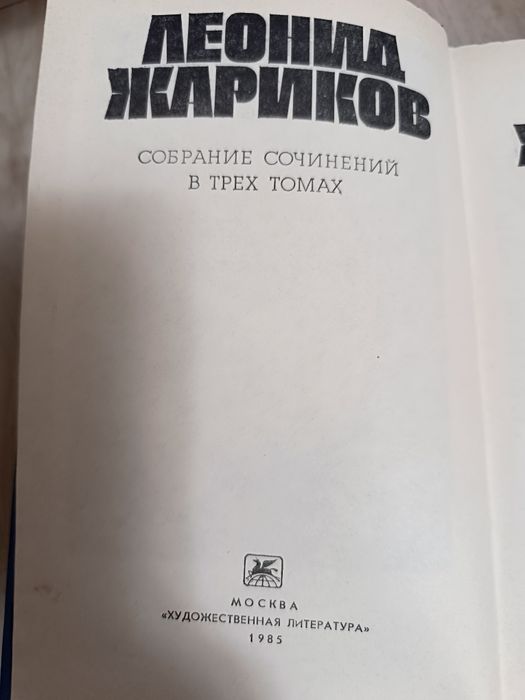 ЛЕОНИД
ЖАРИКОВ
СОБРАНИЕ СОЧИНЕНИЙ
В ТРЕХ ТОМАХ
МОСКВА
«ХУДОЖЕСТВЕННАЯ ЛИТЕРАТУРА»
1985